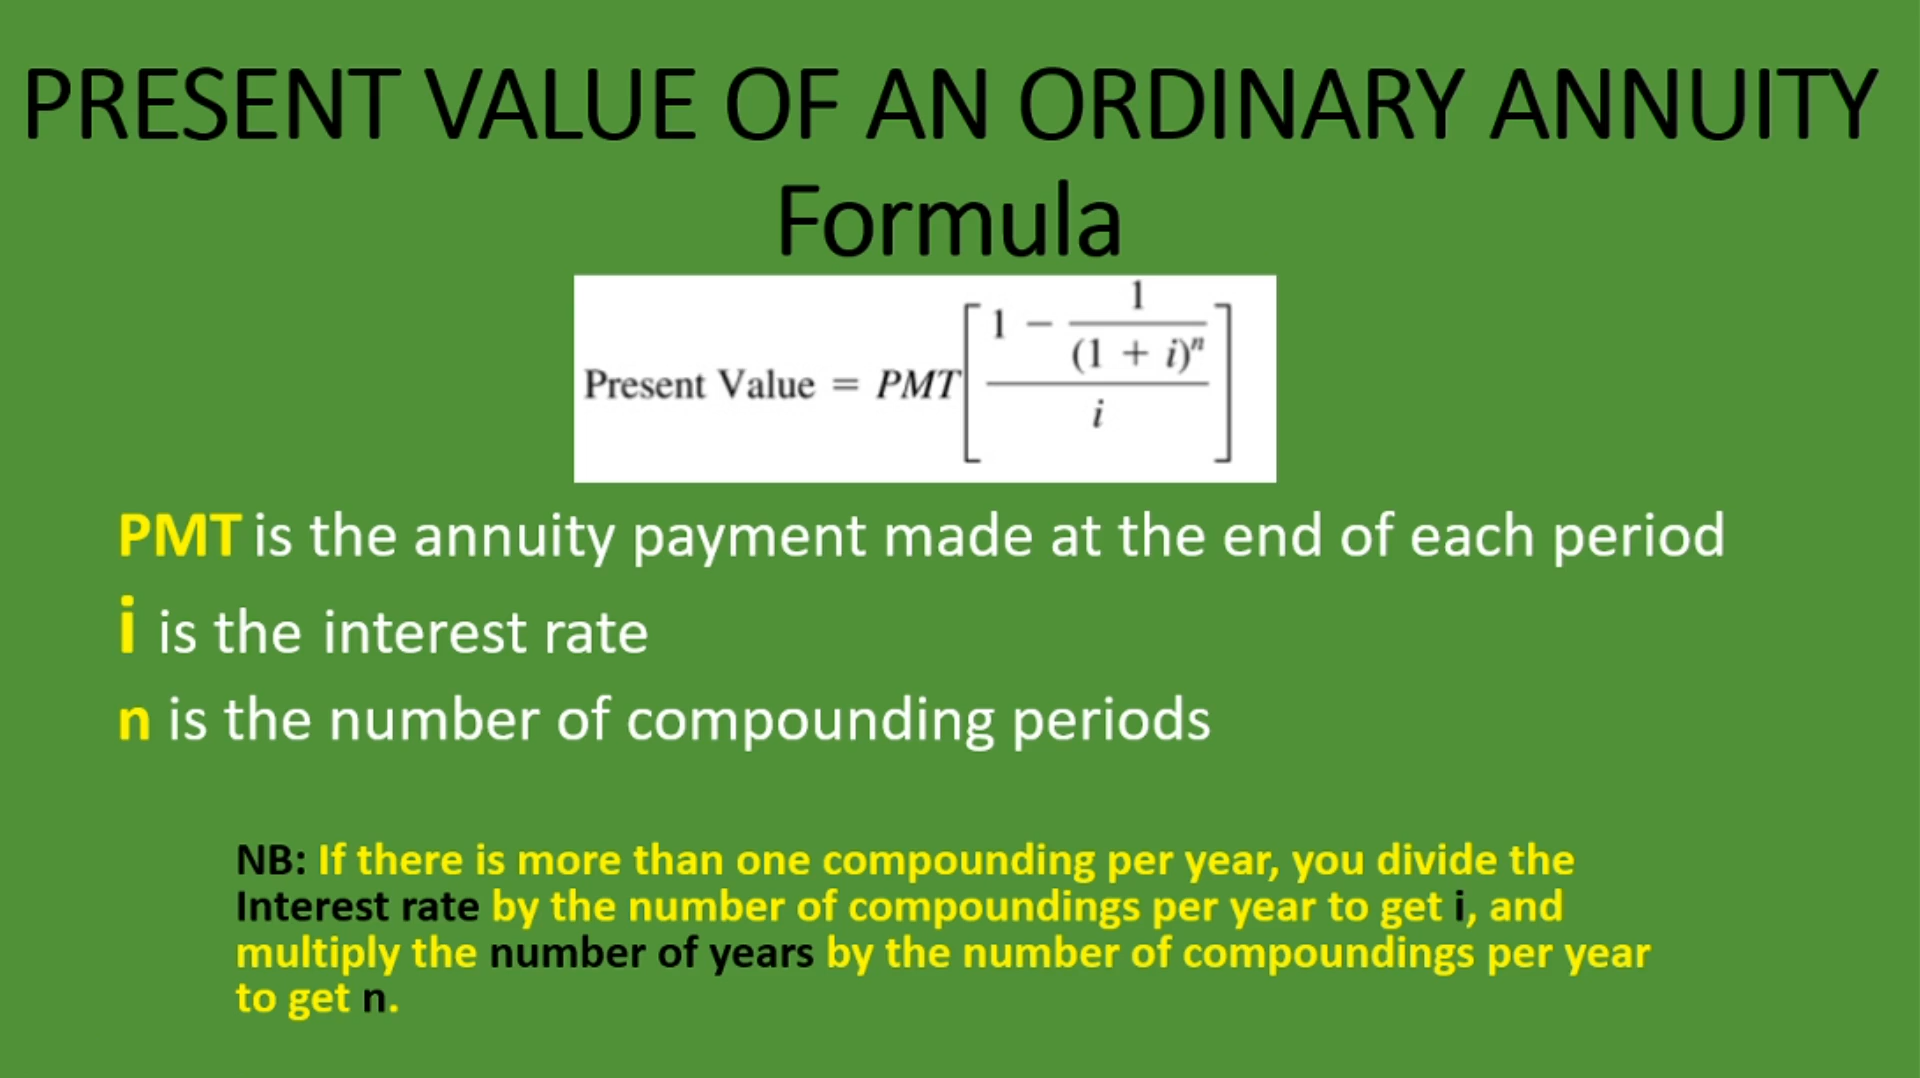 PRESENT VALUE OF AN ORDINARY ANNUITY
Formula
Present Value = PMT[(1 - 1/(1 + i)^n)/i]
PMT is the annuity payment made at the end of each period
i is the interest rate
n is the number of compounding periods
NB: If there is more than one compounding per year, you divide the
Interest rate by the number of compoundings per year to get i, and
multiply the number of years by the number of compoundings per year
to get n.